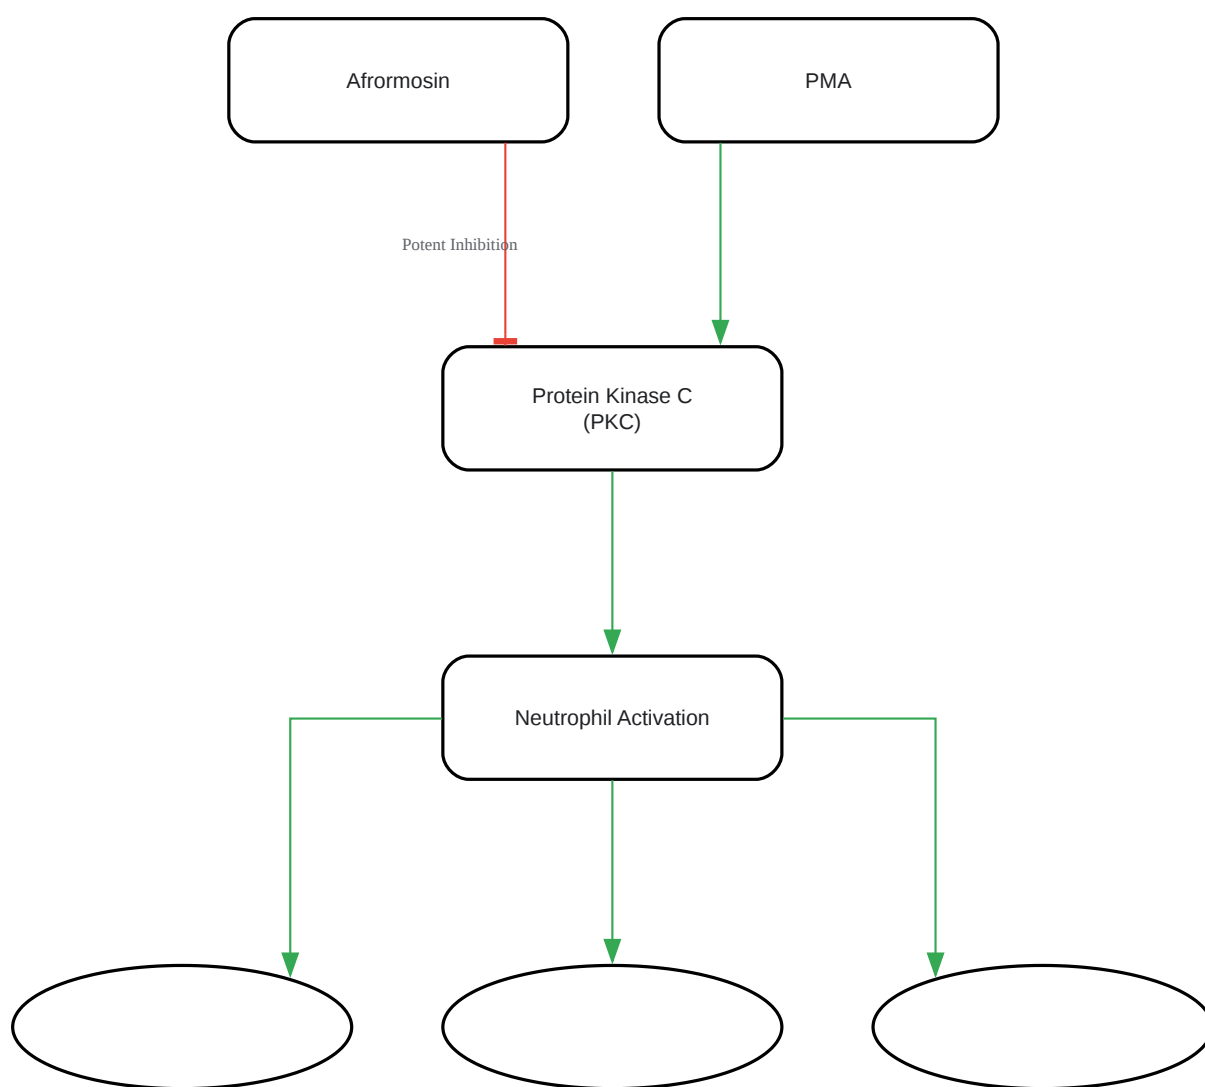 Afrormosin
PMA
Potent Inhibition
Protein Kinase C
(PKC)
Neutrophil Activation